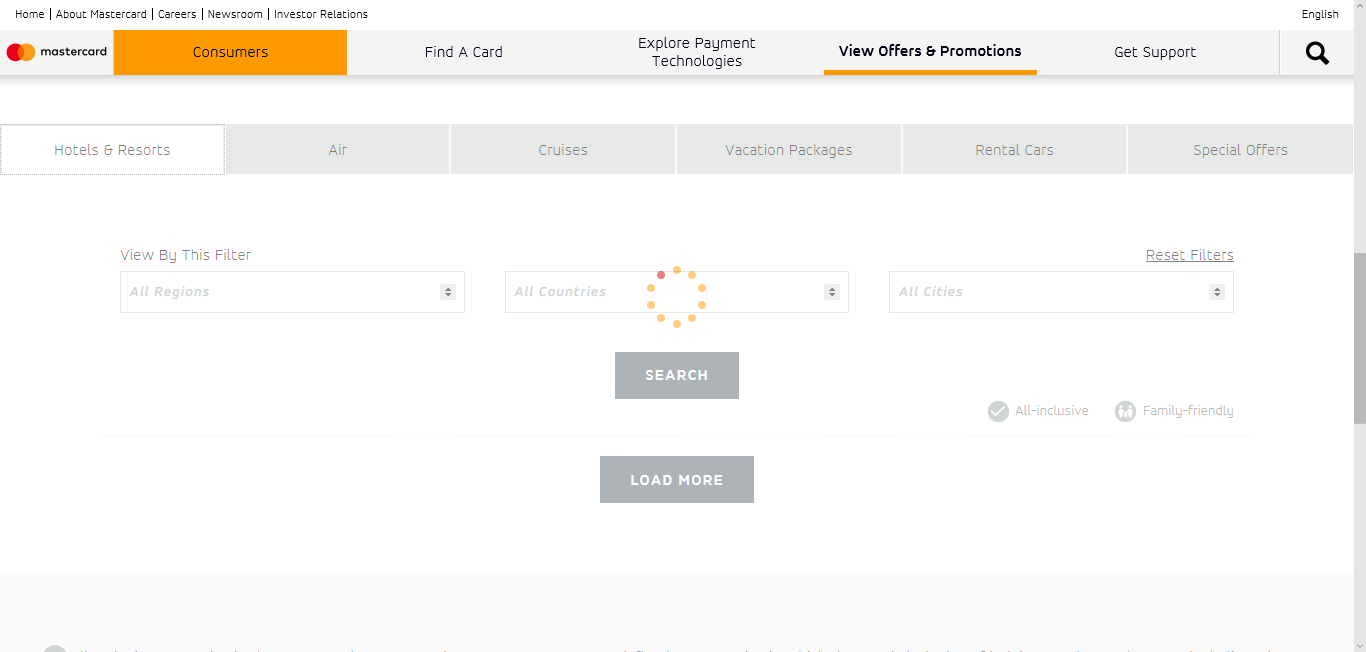 Home | About Mastercard | Careers | Newsroom | Investor Relations
English
mastercard
Consumers
Find A Card
Explore Payment
Technologies
View Offers & Promotions
Get Support
Hotels & Resorts
Air
Cruises
Vacation Packages
Rental Cars
Special Offers
View By This Filter
Reset Filters
All Regions
All Countries
All Cities
SEARCH
All-inclusive
Family-friendly
LOAD MORE